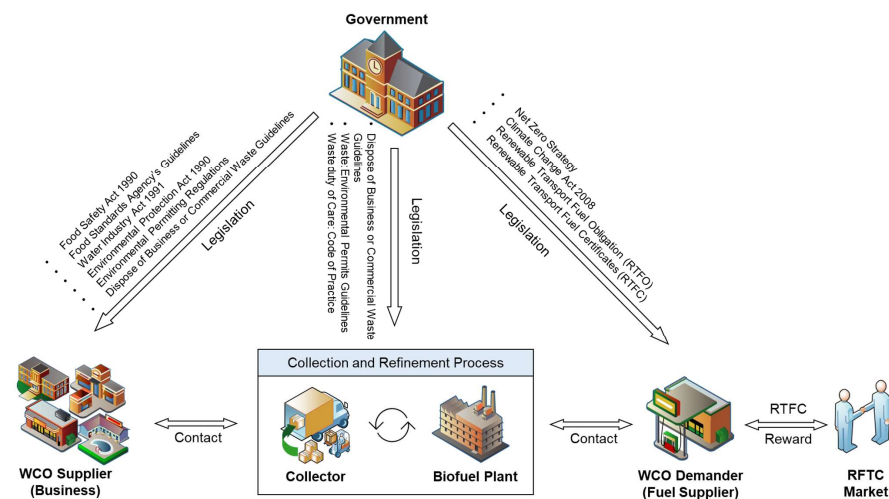 Government
Food Safety Act 1990
Food Standards Agency's Guidelines
Water Industry Act 1991
Environmental Protection Act 1990
Environmental Permitting Regulations
Dispose of Business or Commercial Waste Guidelines
Legislation
Dispose of Business or Commercial Waste
Guidelines
Waste: Environmental Permits Guidelines
Wasteduty of Care: Code of Practice
Legislation
Net Zero Strategy
Climate Change Act 2008
Renewable Transport Fuel Obligation (RTFO)
Renewable Transport Fuel Certificates (RTFC)
Legislation
Collection and Refinement Process
Collector
Biofuel Plant
Contact
Contact
RTFC
Reward
WCO Supplier
(Business)
WCO Demander
(Fuel Supplier)
RFTC
Market